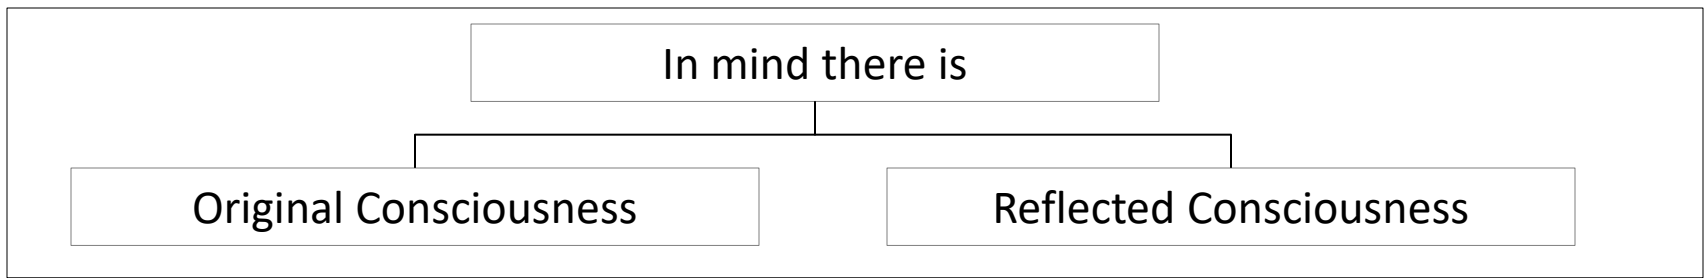 In mind there is
Original Consciousness
Reflected Consciousness